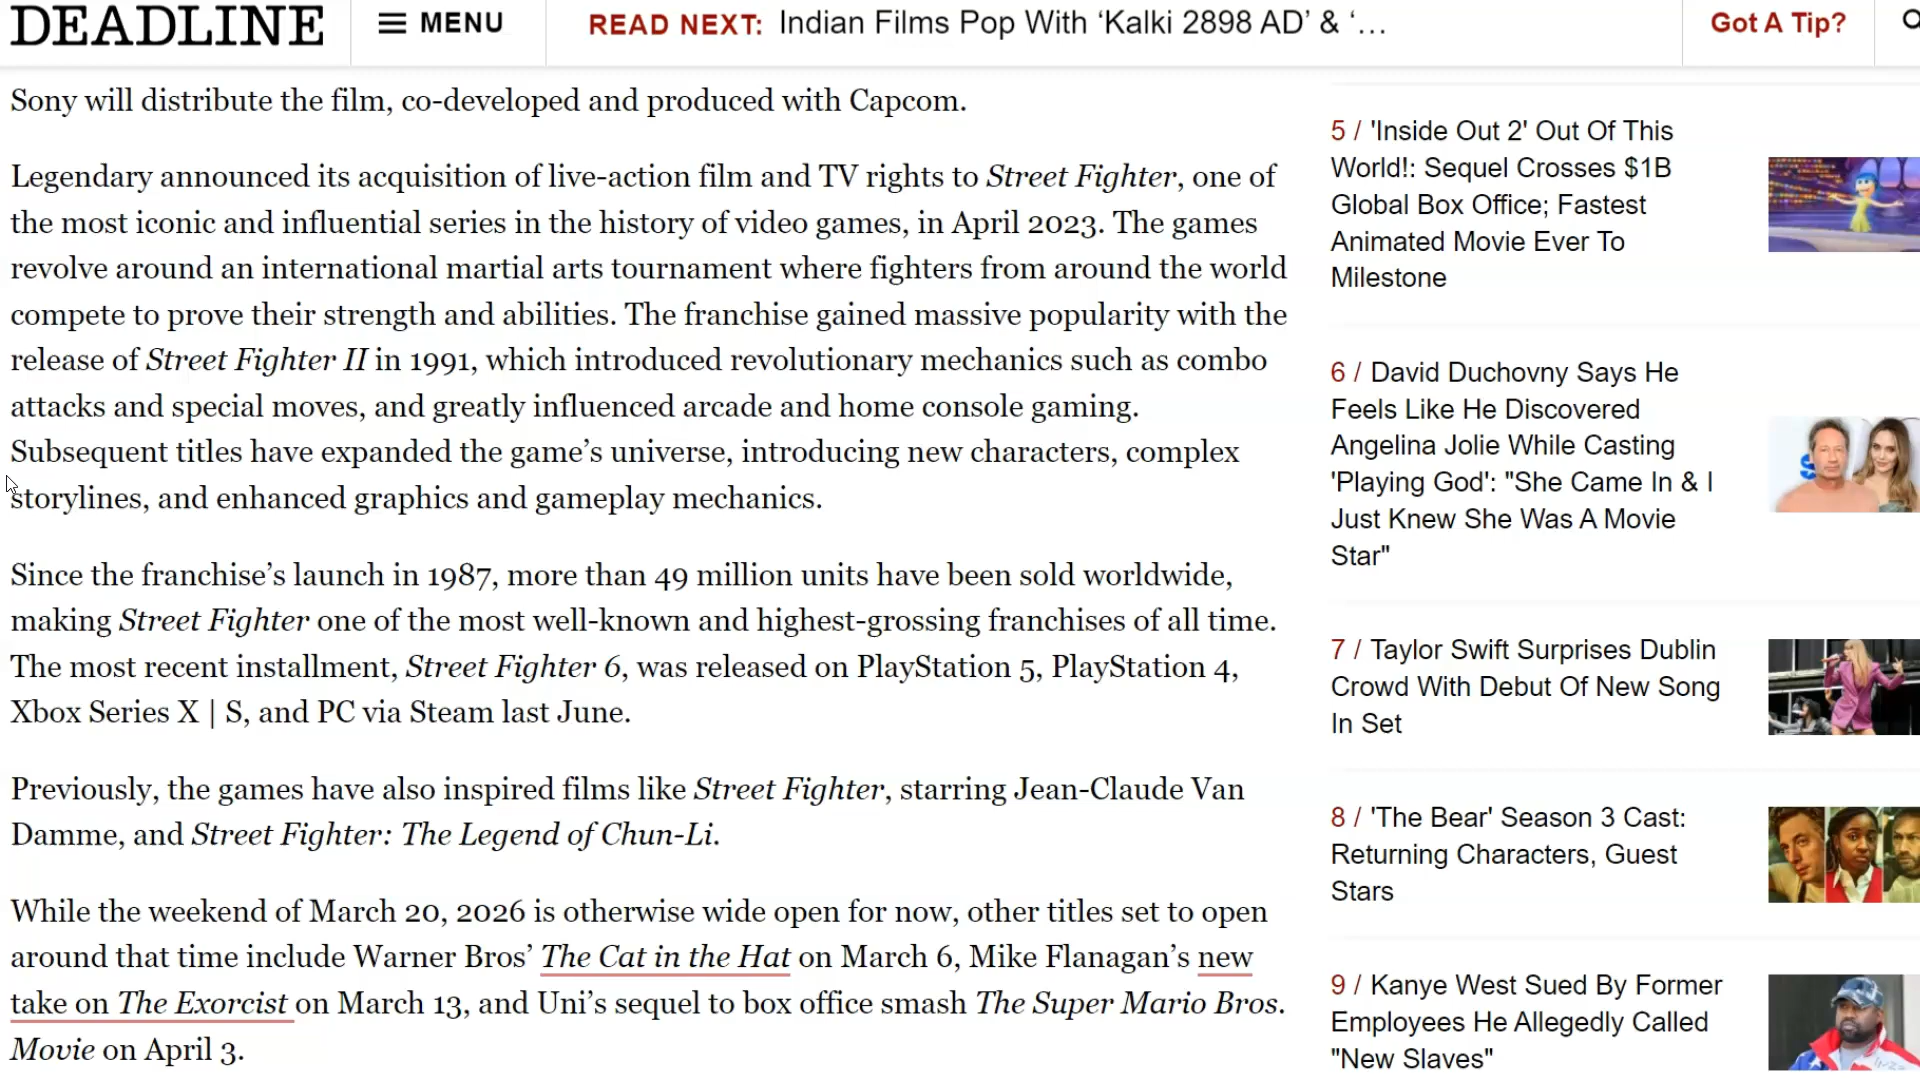 DEADLINE
MENU
READ NEXT: Indian Films Pop With ‘Kalki 2898 AD’ & ‘…
Got A Tip?
Sony will distribute the film, co-developed and produced with Capcom.
Legendary announced its acquisition of live-action film and TV rights to Street Fighter, one of
the most iconic and influential series in the history of video games, in April 2023. The games
revolve around an international martial arts tournament where fighters from around the world
compete to prove their strength and abilities. The franchise gained massive popularity with the
release of Street Fighter II in 1991, which introduced revolutionary mechanics such as combo
attacks and special moves, and greatly influenced arcade and home console gaming.
Subsequent titles have expanded the game’s universe, introducing new characters, complex
storylines, and enhanced graphics and gameplay mechanics.
Since the franchise’s launch in 1987, more than 49 million units have been sold worldwide,
making Street Fighter one of the most well-known and highest-grossing franchises of all time.
The most recent installment, Street Fighter 6, was released on PlayStation 5, PlayStation 4,
Xbox Series X | S, and PC via Steam last June.
Previously, the games have also inspired films like Street Fighter, starring Jean-Claude Van
Damme, and Street Fighter: The Legend of Chun-Li.
While the weekend of March 20, 2026 is otherwise wide open for now, other titles set to open
around that time include Warner Bros’ The Cat in the Hat on March 6, Mike Flanagan’s new
take on The Exorcist on March 13, and Uni’s sequel to box office smash The Super Mario Bros.
Movie on April 3.
5 / 'Inside Out 2' Out Of This
World!: Sequel Crosses $1B
Global Box Office; Fastest
Animated Movie Ever To
Milestone
6 / David Duchovny Says He
Feels Like He Discovered
Angelina Jolie While Casting
'Playing God': "She Came In & I
Just Knew She Was A Movie
Star"
7 / Taylor Swift Surprises Dublin
Crowd With Debut Of New Song
In Set
8 / 'The Bear' Season 3 Cast:
Returning Characters, Guest
Stars
9 / Kanye West Sued By Former
Employees He Allegedly Called
"New Slaves"